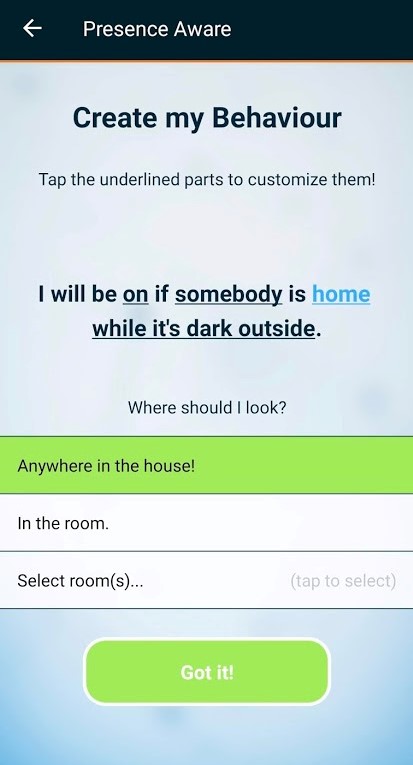 Presence Aware
Create my Behaviour
Tap the underlined parts to customize them!
I will be on if somebody is home
while it's dark outside.
Where should I look?
Anywhere in the house!
In the room.
Select room(s)... (tap to select)
Got it!